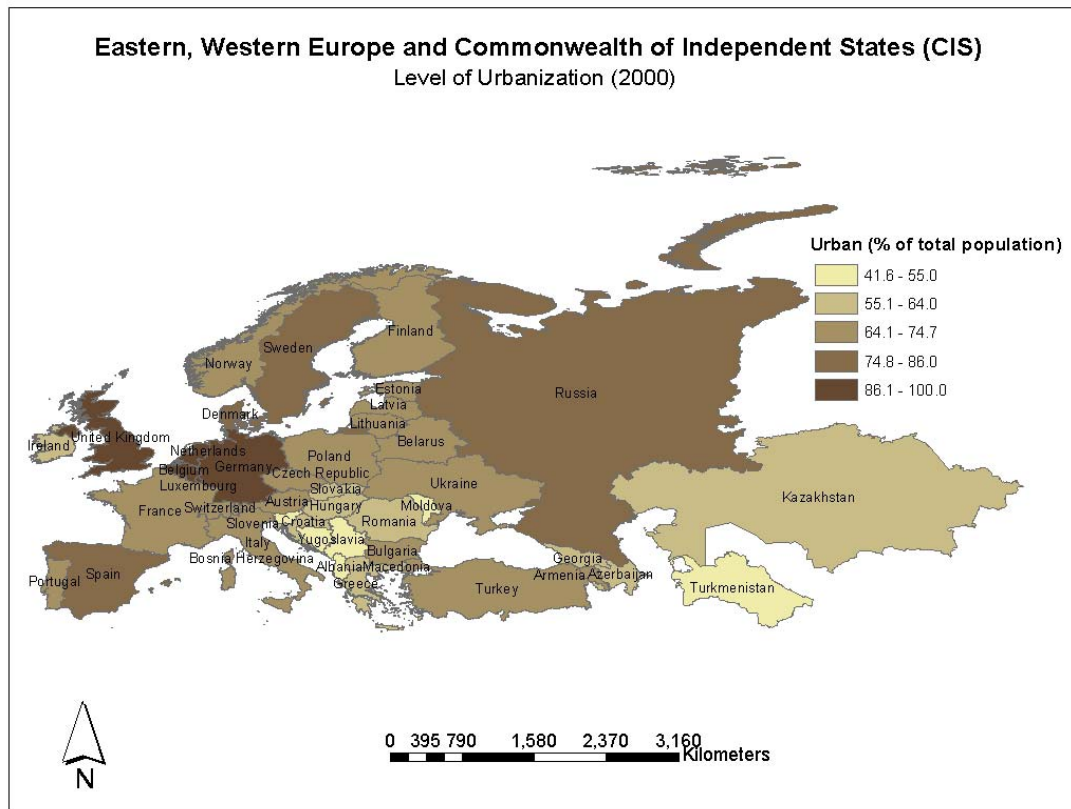 Eastern, Western Europe and Commonwealth of Independent States (CIS)
Level of Urbanization (2000)
Urban (% of total population)
41.6 - 55.0
55.1 - 64.0
64.1 - 74.7
74.8 - 86.0
86.1 - 100.0
Finland
Sweden
Norway
Russia
Estonia
Latvia
Denmark
Lithuania
Ireland
United Kingdom
Belarus
Netherlands
Poland
Belgium
Germany
Czech Republic
Luxembourg
Ukraine
Slovakia
Kazakhstan
Austria
Hungary
Moldova
France
Switzerland
Slovenia
Croatia
Romania
Italy
Yugoslavia
Bosnia Herzegovina
Bulgaria
Georgia
Albania
Macedonia
Portugal
Spain
Armenia
Azerbaijan
Greece
Turkey
Turkmenistan
N
0 395 790 1,580 2,370 3,160
Kilometers